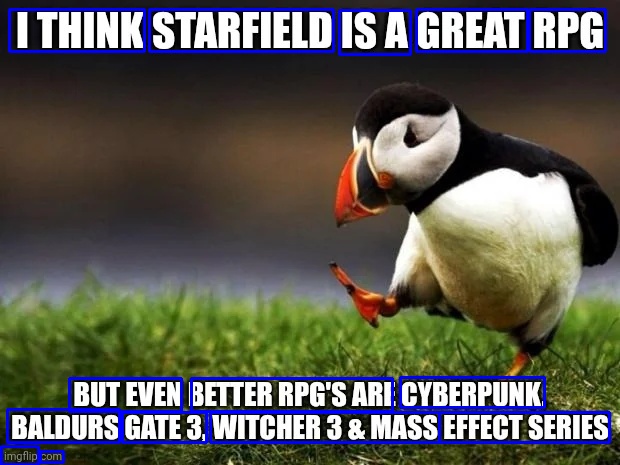 I THINK STARFIELD IS A GREAT RPG
BUT EVEN BETTER RPG'S ARE CYBERPUNK,
BALDURS GATE 3, WITCHER 3 & MASS EFFECT SERIES
imgflip.com